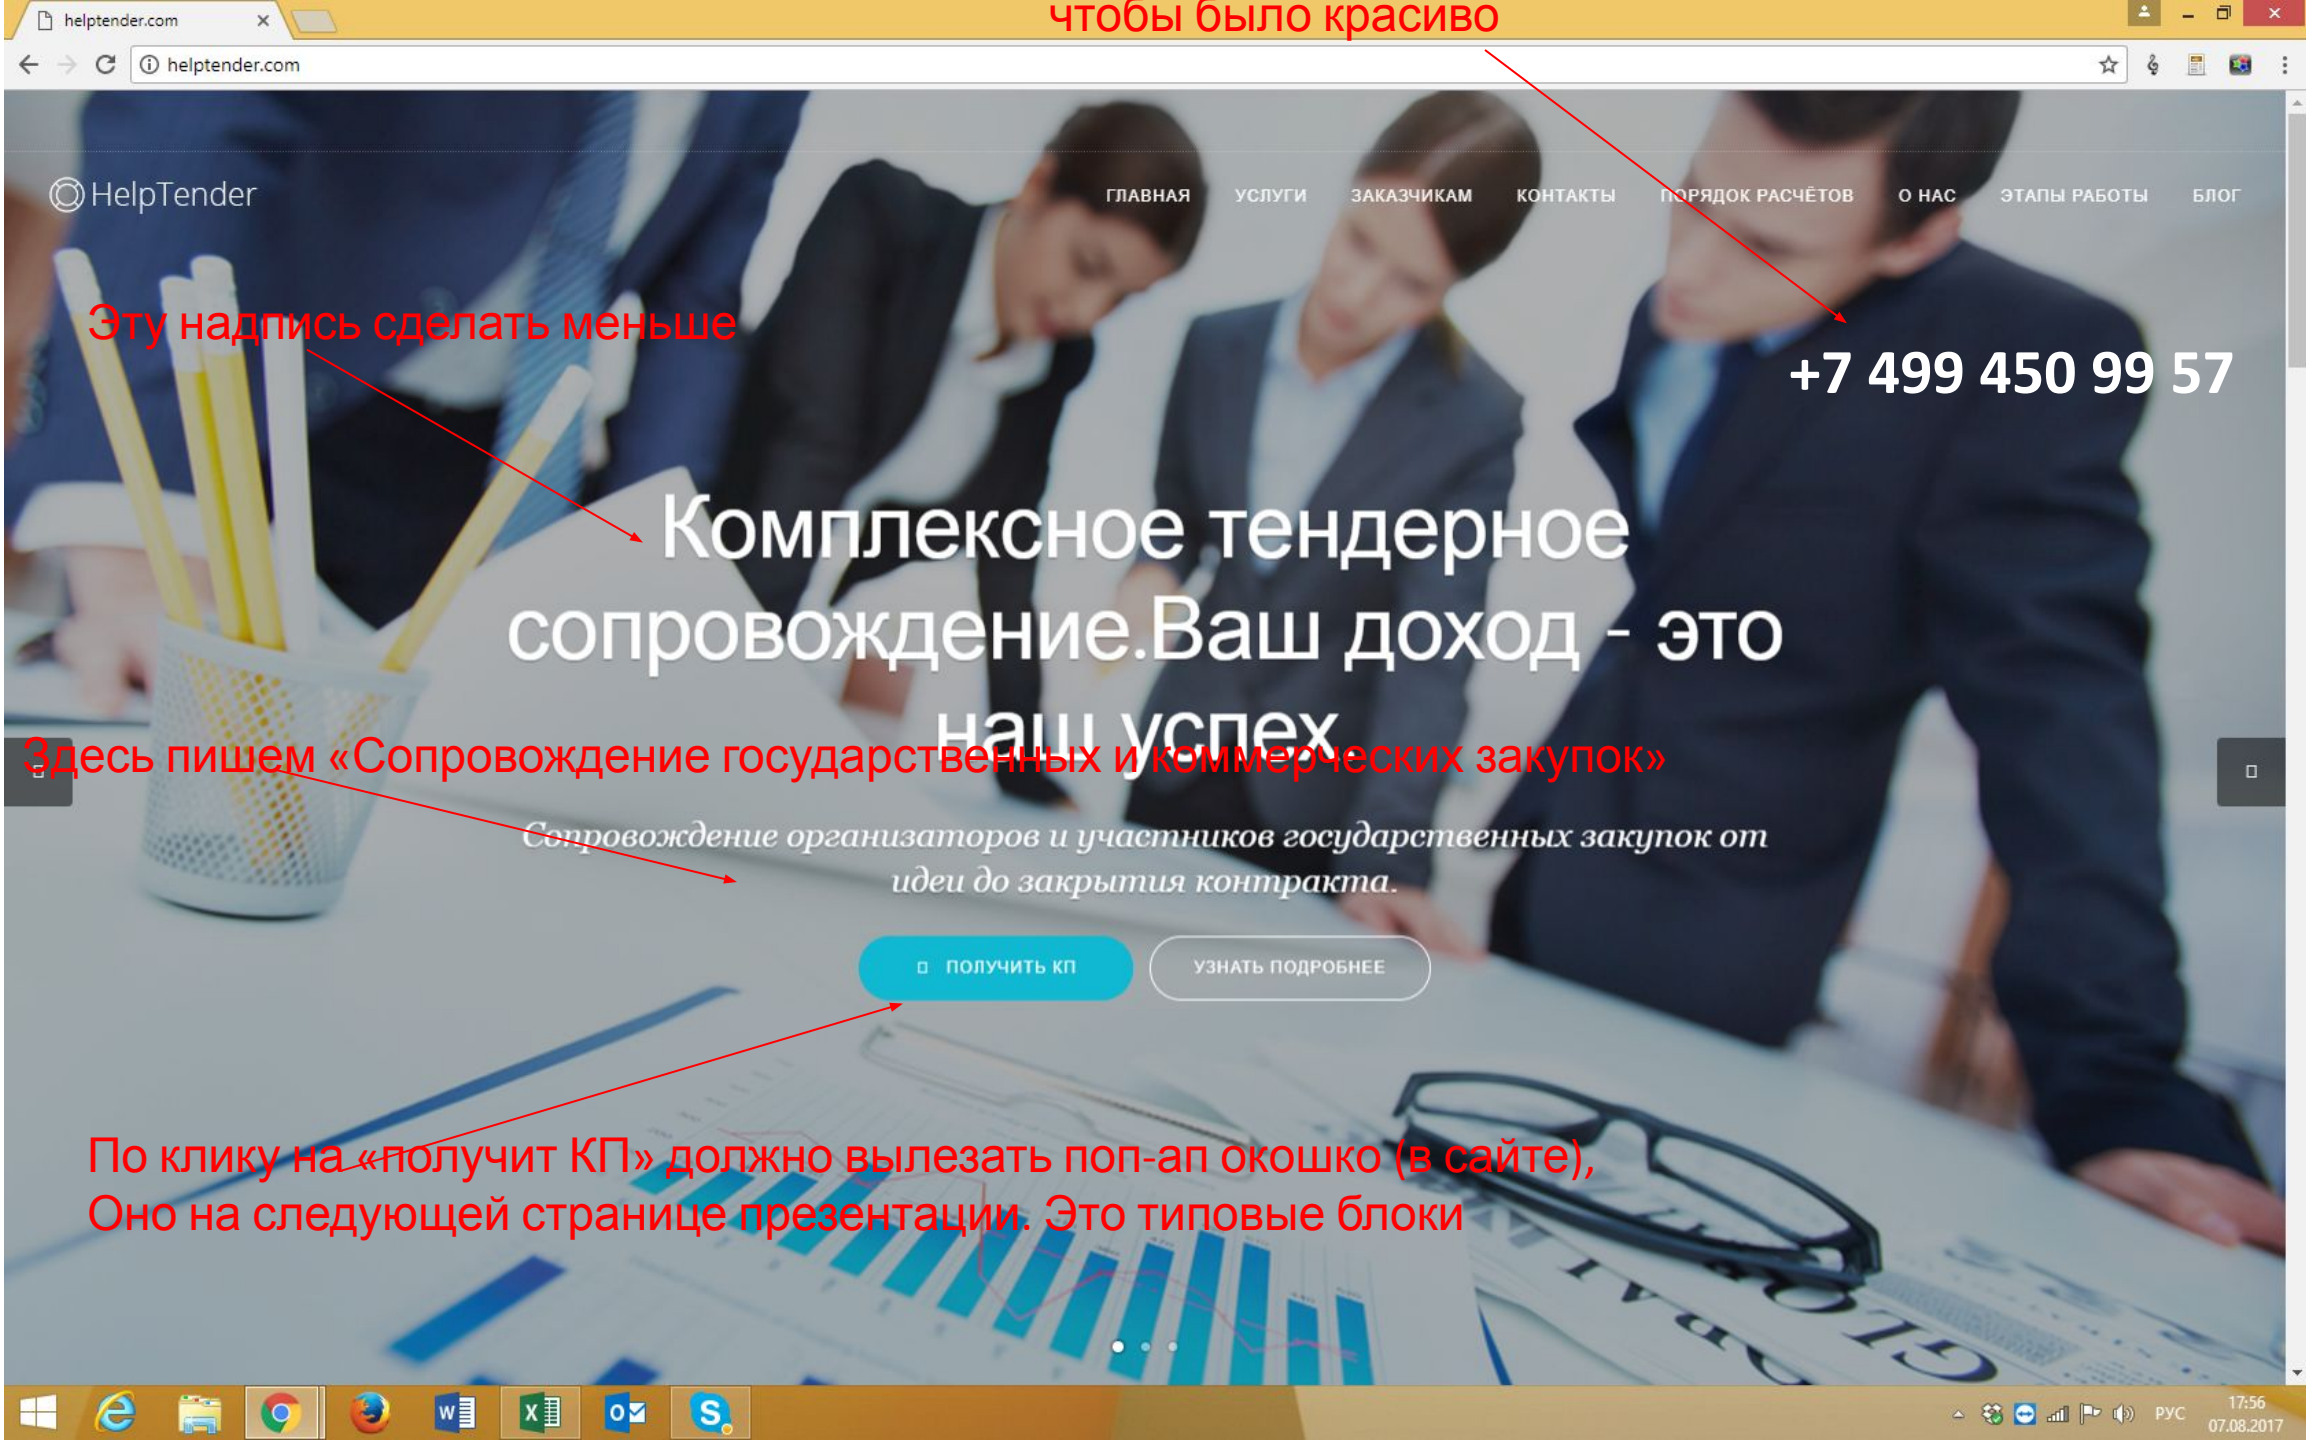 чтобы было красиво
helptender.com
helptender.com
HelpTender
ГЛАВНАЯ УСЛУГИ ЗАКАЗЧИКАМ КОНТАКТЫ ПОРЯДОК РАСЧЁТОВ О НАС ЭТАПЫ РАБОТЫ БЛОГ
Эту надпись сделать меньше
+7 499 450 99 57
Комплексное тендерное
сопровождение.Ваш доход - это
наш успех.
Здесь пишем «Сопровождение государственных и коммерческих закупок»
Сопровождение организаторов и участников государственных закупок от
идеи до закрытия контракта.
ПОЛУЧИТЬ КП УЗНАТЬ ПОДРОБНЕЕ
По клику на «получит КП» должно вылезать поп-ап окошко (в сайте),
Оно на следующей странице презентации. Это типовые блоки
РУС
17:56
07.08.2017